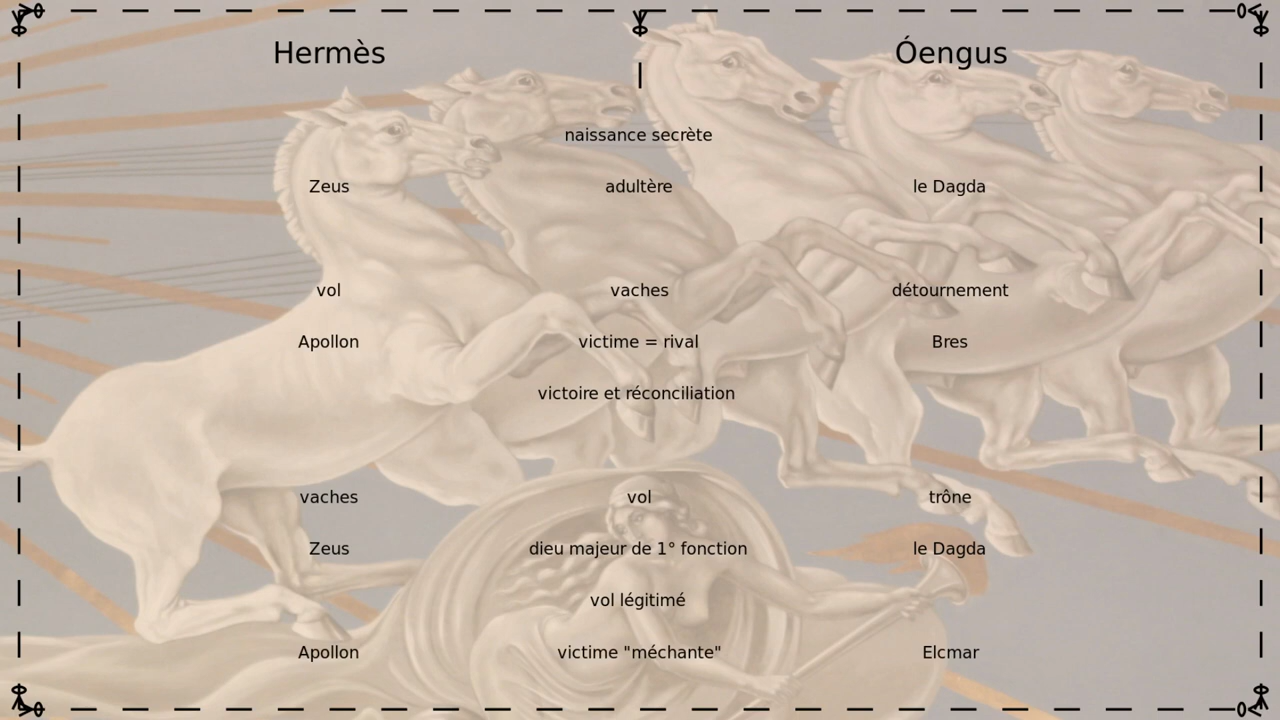 Hermès Óengus
naissance secrète
Zeus adultère le Dagda
vol vaches détournement
Apollon victime = rival Bres
victoire et réconciliation
vaches vol trône
Zeus dieu majeur de 1° fonction le Dagda
vol légitimé
Apollon victime "méchante" Elcmar